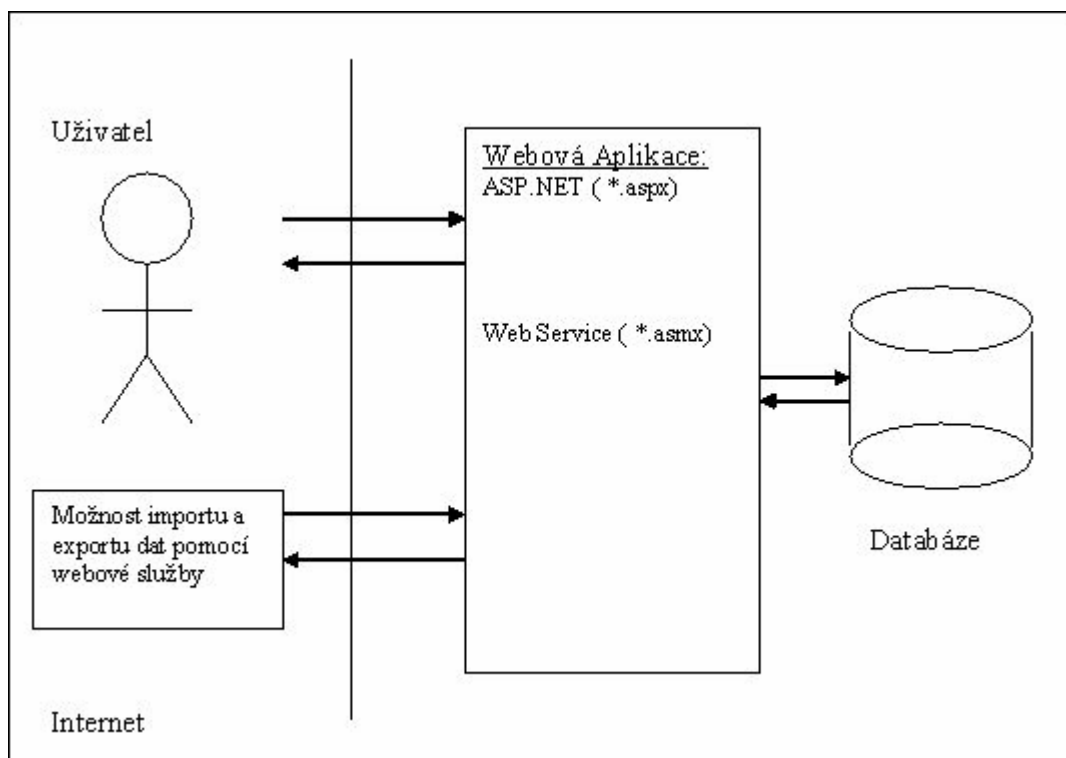 Uživatel
Webová Aplikace:
ASP.NET ( *.aspx)
Web Service ( *.asmx)
Možnost importu a
exportu dat pomocí
webové služby
Databáze
Internet